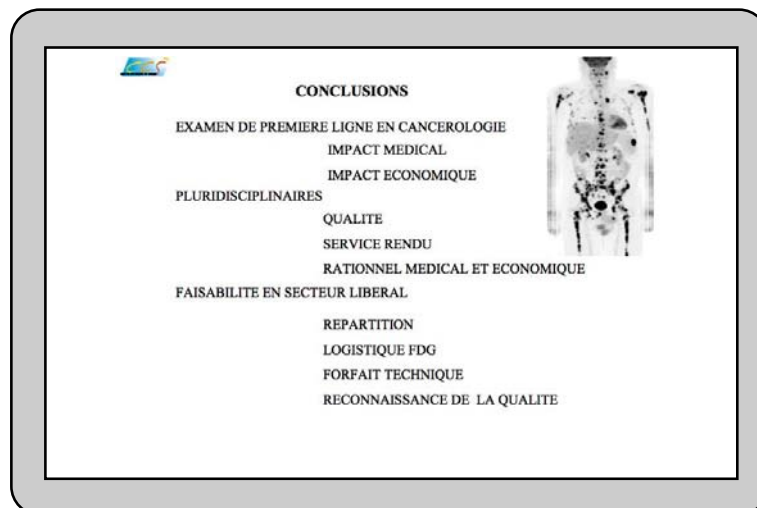 CONCLUSIONS
EXAMEN DE PREMIERE LIGNE EN CANCEROLOGIE
IMPACT MEDICAL
IMPACT ECONOMIQUE
PLURIDISCIPLINAIRES
QUALITE
SERVICE RENDU
RATIONNEL MEDICAL ET ECONOMIQUE
FAISABILITE EN SECTEUR LIBERAL
REPARTITION
LOGISTIQUE FDG
FORFAIT TECHNIQUE
RECONNAISSANCE DE LA QUALITE